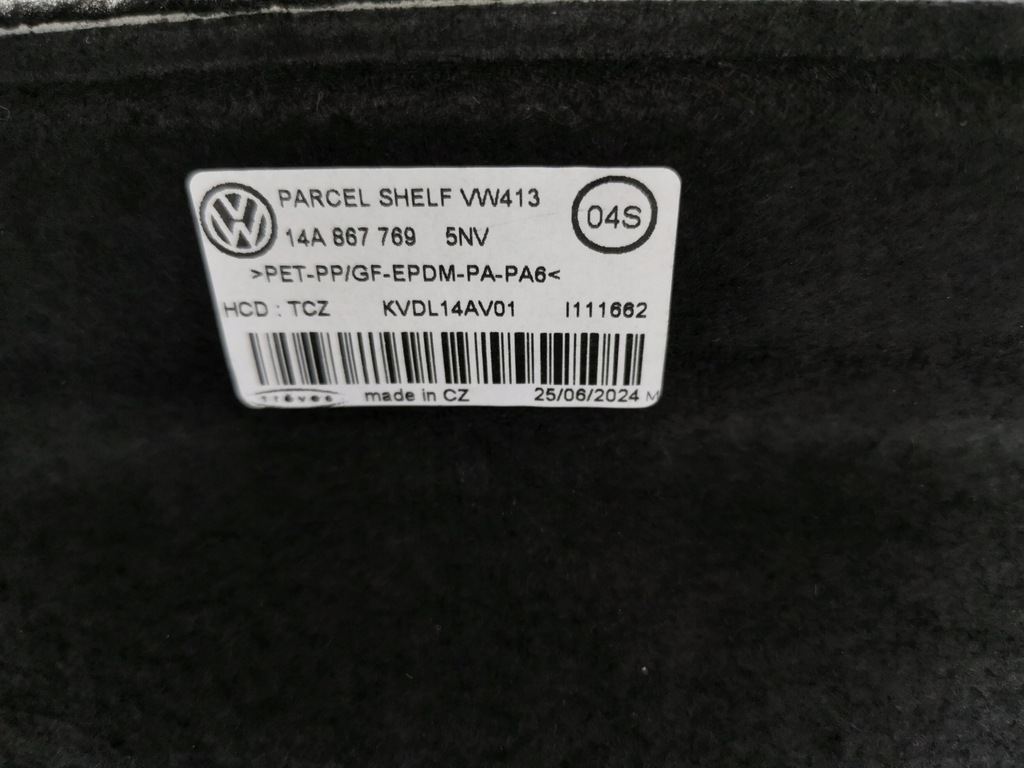 PARCEL SHELF VW413
04S
14A 867 769 5NV
>PET-PP/GF-EPDM-PA-PA6<
HCD : TCZ KVDL14AV01 I111662
trèves made in CZ 25/06/2024 M